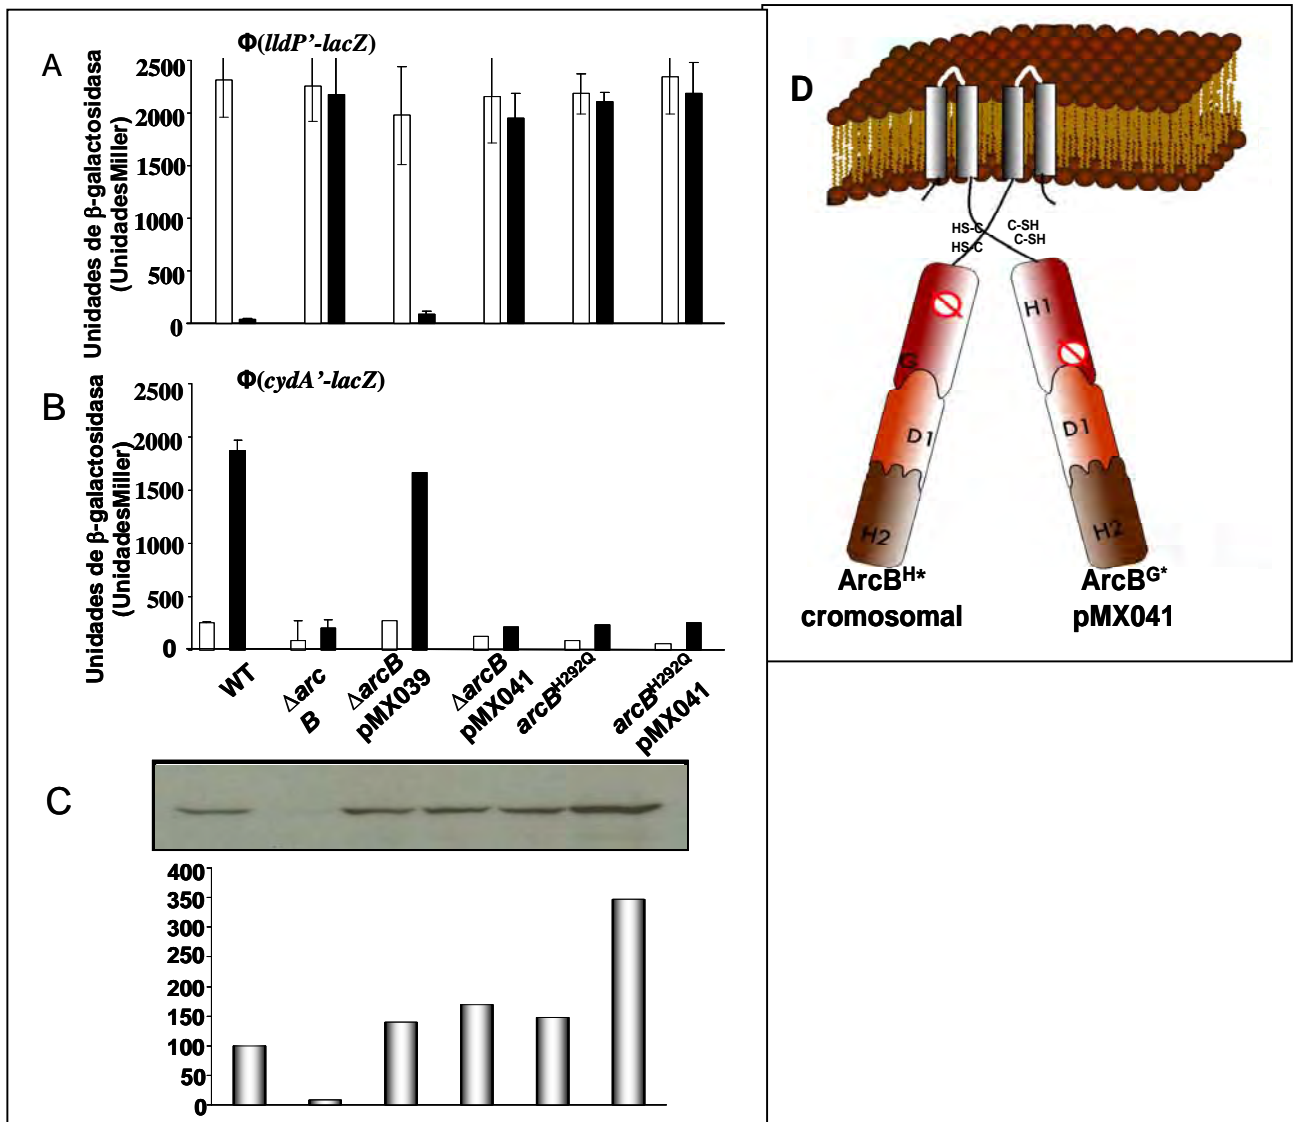 A
Φ(lldP’-lacZ)
Unidades de β-galactosidasa
(UnidadesMiller)
2500
2000
1500
1000
500
0
B
Φ(cydA’-lacZ)
Unidades de β-galactosidasa
(UnidadesMiller)
2500
2000
1500
1000
500
0
WT
Δarc
B
ΔarcB
pMX039
ΔarcB
pMX041
arcBH292Q
arcBH292Q
pMX041
C
400
350
300
250
200
150
100
50
0
D
HS-C
HS-C
C-SH
C-SH
G
D1
H2
H1
D1
H2
ArcBH*
cromosomal
ArcBG*
pMX041